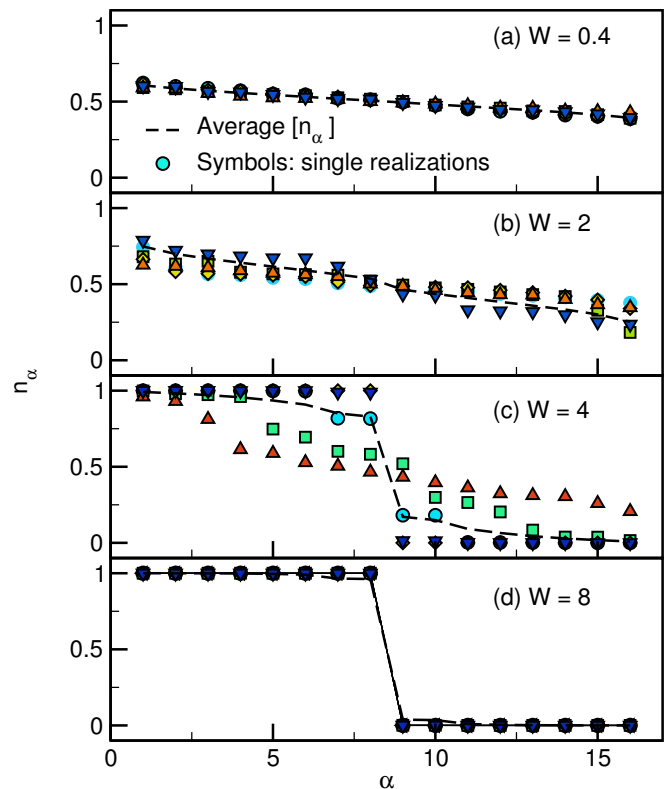 1
(a) W = 0.4
0.5
Average [n_α]
Symbols: single realizations
0
1
(b) W = 2
0.5
0
n_α
1
(c) W = 4
0.5
0
1
(d) W = 8
0.5
0
0 5 10 15
α